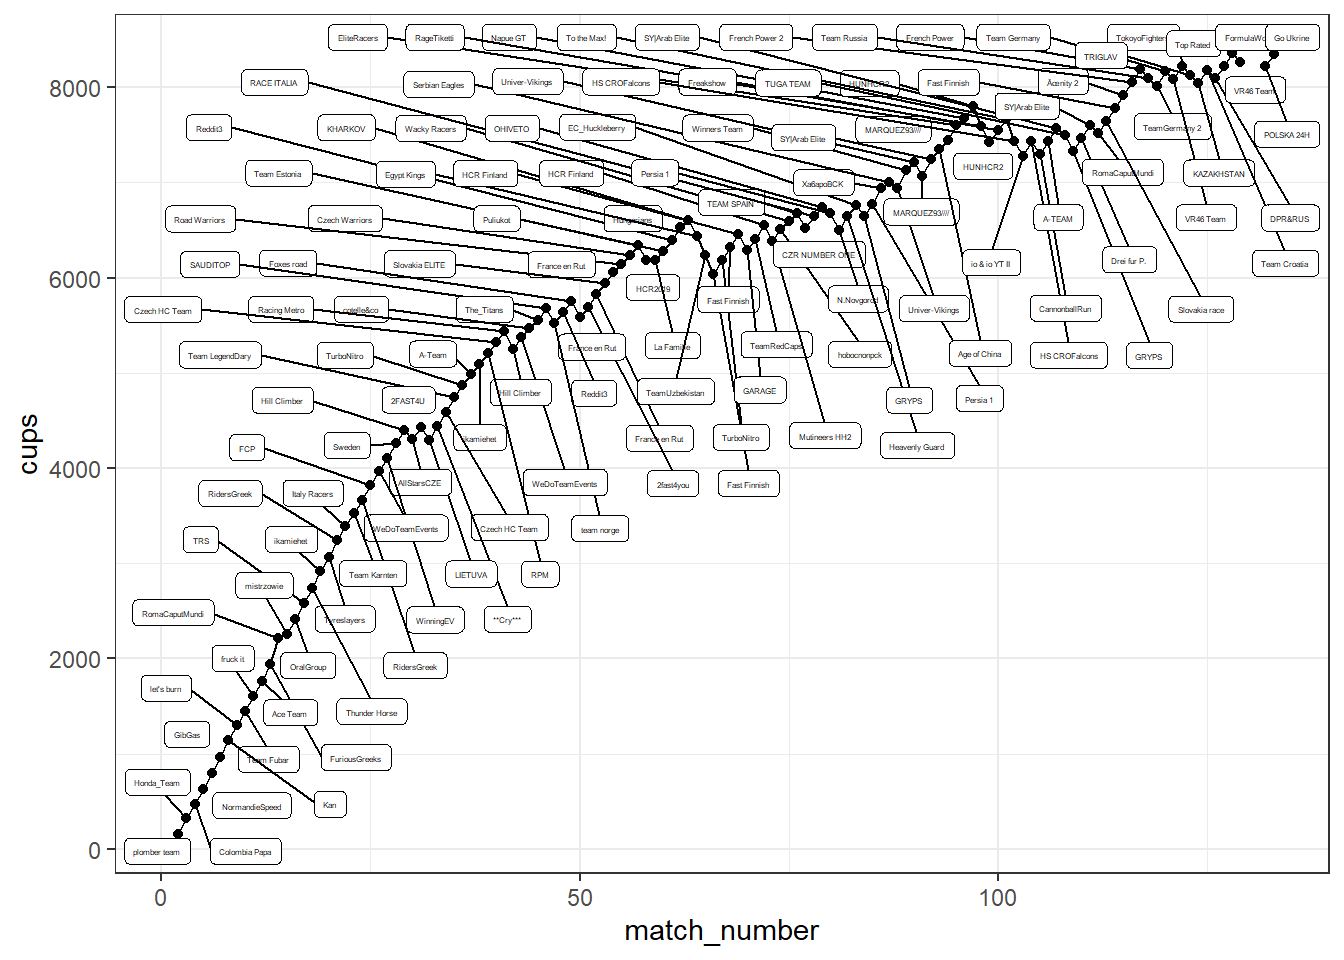 EliteRacers
RageTiketti
Napue GT
To the Max!
SY|Arab Elite
French Power 2
Team Russia
French Power
Team Germany
TokoyoFighters
Top Rated
Go Ukrine
TRIGLAV
RACE ITALIA
Serbian Eagles
Univer-Vikings
HS CROFalcons
Freakshow
TUGA TEAM
HUNHCR2
Fast Finnish
Acenity 2
VR46 Team
SY|Arab Elite
Reddit3
KHARKOV
Wacky Racers
OHIVETO
EC_Huckleberry
Winners Team
SY|Arab Elite
MARQUEZ93////
TeamGermany 2
POLSKA 24H
Team Estonia
Egypt Kings
HCR Finland
HCR Finland
Persia 1
Xa6apoBCK
HUNHCR2
RomaCaputMundi
KAZAKHSTAN
Road Warriors
Czech Warriors
Puliukot
Hungarians
TEAM SPAIN
MARQUEZ93////
A-TEAM
VR46 Team
DPR&RUS
SAUDITOP
Foxes road
Slovakia ELITE
France en Rut
CZR NUMBER ONE
io & io YT II
Drei fur P.
Team Croatia
HCR2019
Czech HC Team
Racing Metro
cotelle&co
The_Titans
Fast Finnish
N.Novgorod
Univer-Vikings
CannonballRun
Slovakia race
Team LegendDary
TurboNitro
A-Team
France en Rut
La Famille
TeamRedCaps
hobocnonpck
Age of China
HS CROFalcons
GRYPS
Hill Climber
2FAST4U
Hill Climber
Reddit3
TeamUzbekistan
GARAGE
GRYPS
Persia 1
FCP
Sweden
ikamiehet
France en Rut
TurboNitro
Mutineers HH2
Heavenly Guard
RidersGreek
Italy Racers
AllStarsCZE
WeDoTeamEvents
2fast4you
Fast Finnish
TRS
ikamiehet
WeDoTeamEvents
Czech HC Team
team norge
mistrzowie
Team Karnten
LIETUVA
RPM
RomaCaputMundi
Tyreslayers
WinningEV
**Cry***
fruck it
OralGroup
RidersGreek
let's burn
Ace Team
Thunder Horse
GibGas
Team Fubar
FuriousGreeks
Honda_Team
NormandieSpeed
Kan
plomber team
Colombia Papa
8000
6000
4000
2000
0
cups
0
50
100
match_number